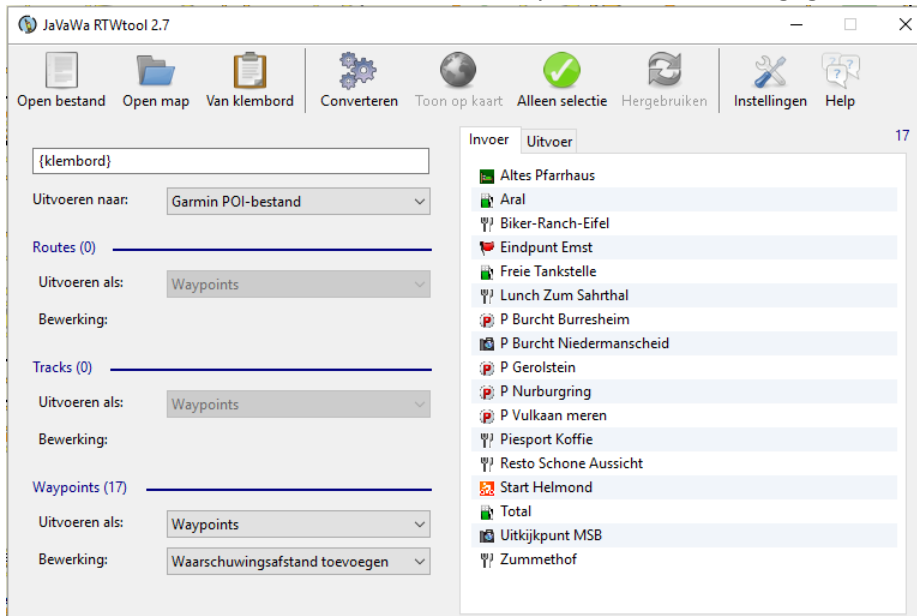 JaVaWa RTWtool 2.7
Open bestand Open map Van klembord Converteren Toon op kaart Alleen selectie Hergebruiken Instellingen Help
{klembord}
Uitvoeren naar: Garmin POI-bestand
Routes (0)
Uitvoeren als: Waypoints
Bewerking:
Tracks (0)
Uitvoeren als: Waypoints
Bewerking:
Waypoints (17)
Uitvoeren als: Waypoints
Bewerking: Waarschuwingsafstand toevoegen
Invoer Uitvoer 17
Altes Pfarrhaus
Aral
Biker-Ranch-Eifel
Eindpunt Emst
Freie Tankstelle
Lunch Zum Sahrthal
P Burcht Burresheim
P Burcht Niedermanscheid
P Gerolstein
P Nurburgring
P Vulkaan meren
Piesport Koffie
Resto Schone Aussicht
Start Helmond
Total
Uitkijkpunt MSB
Zummethof